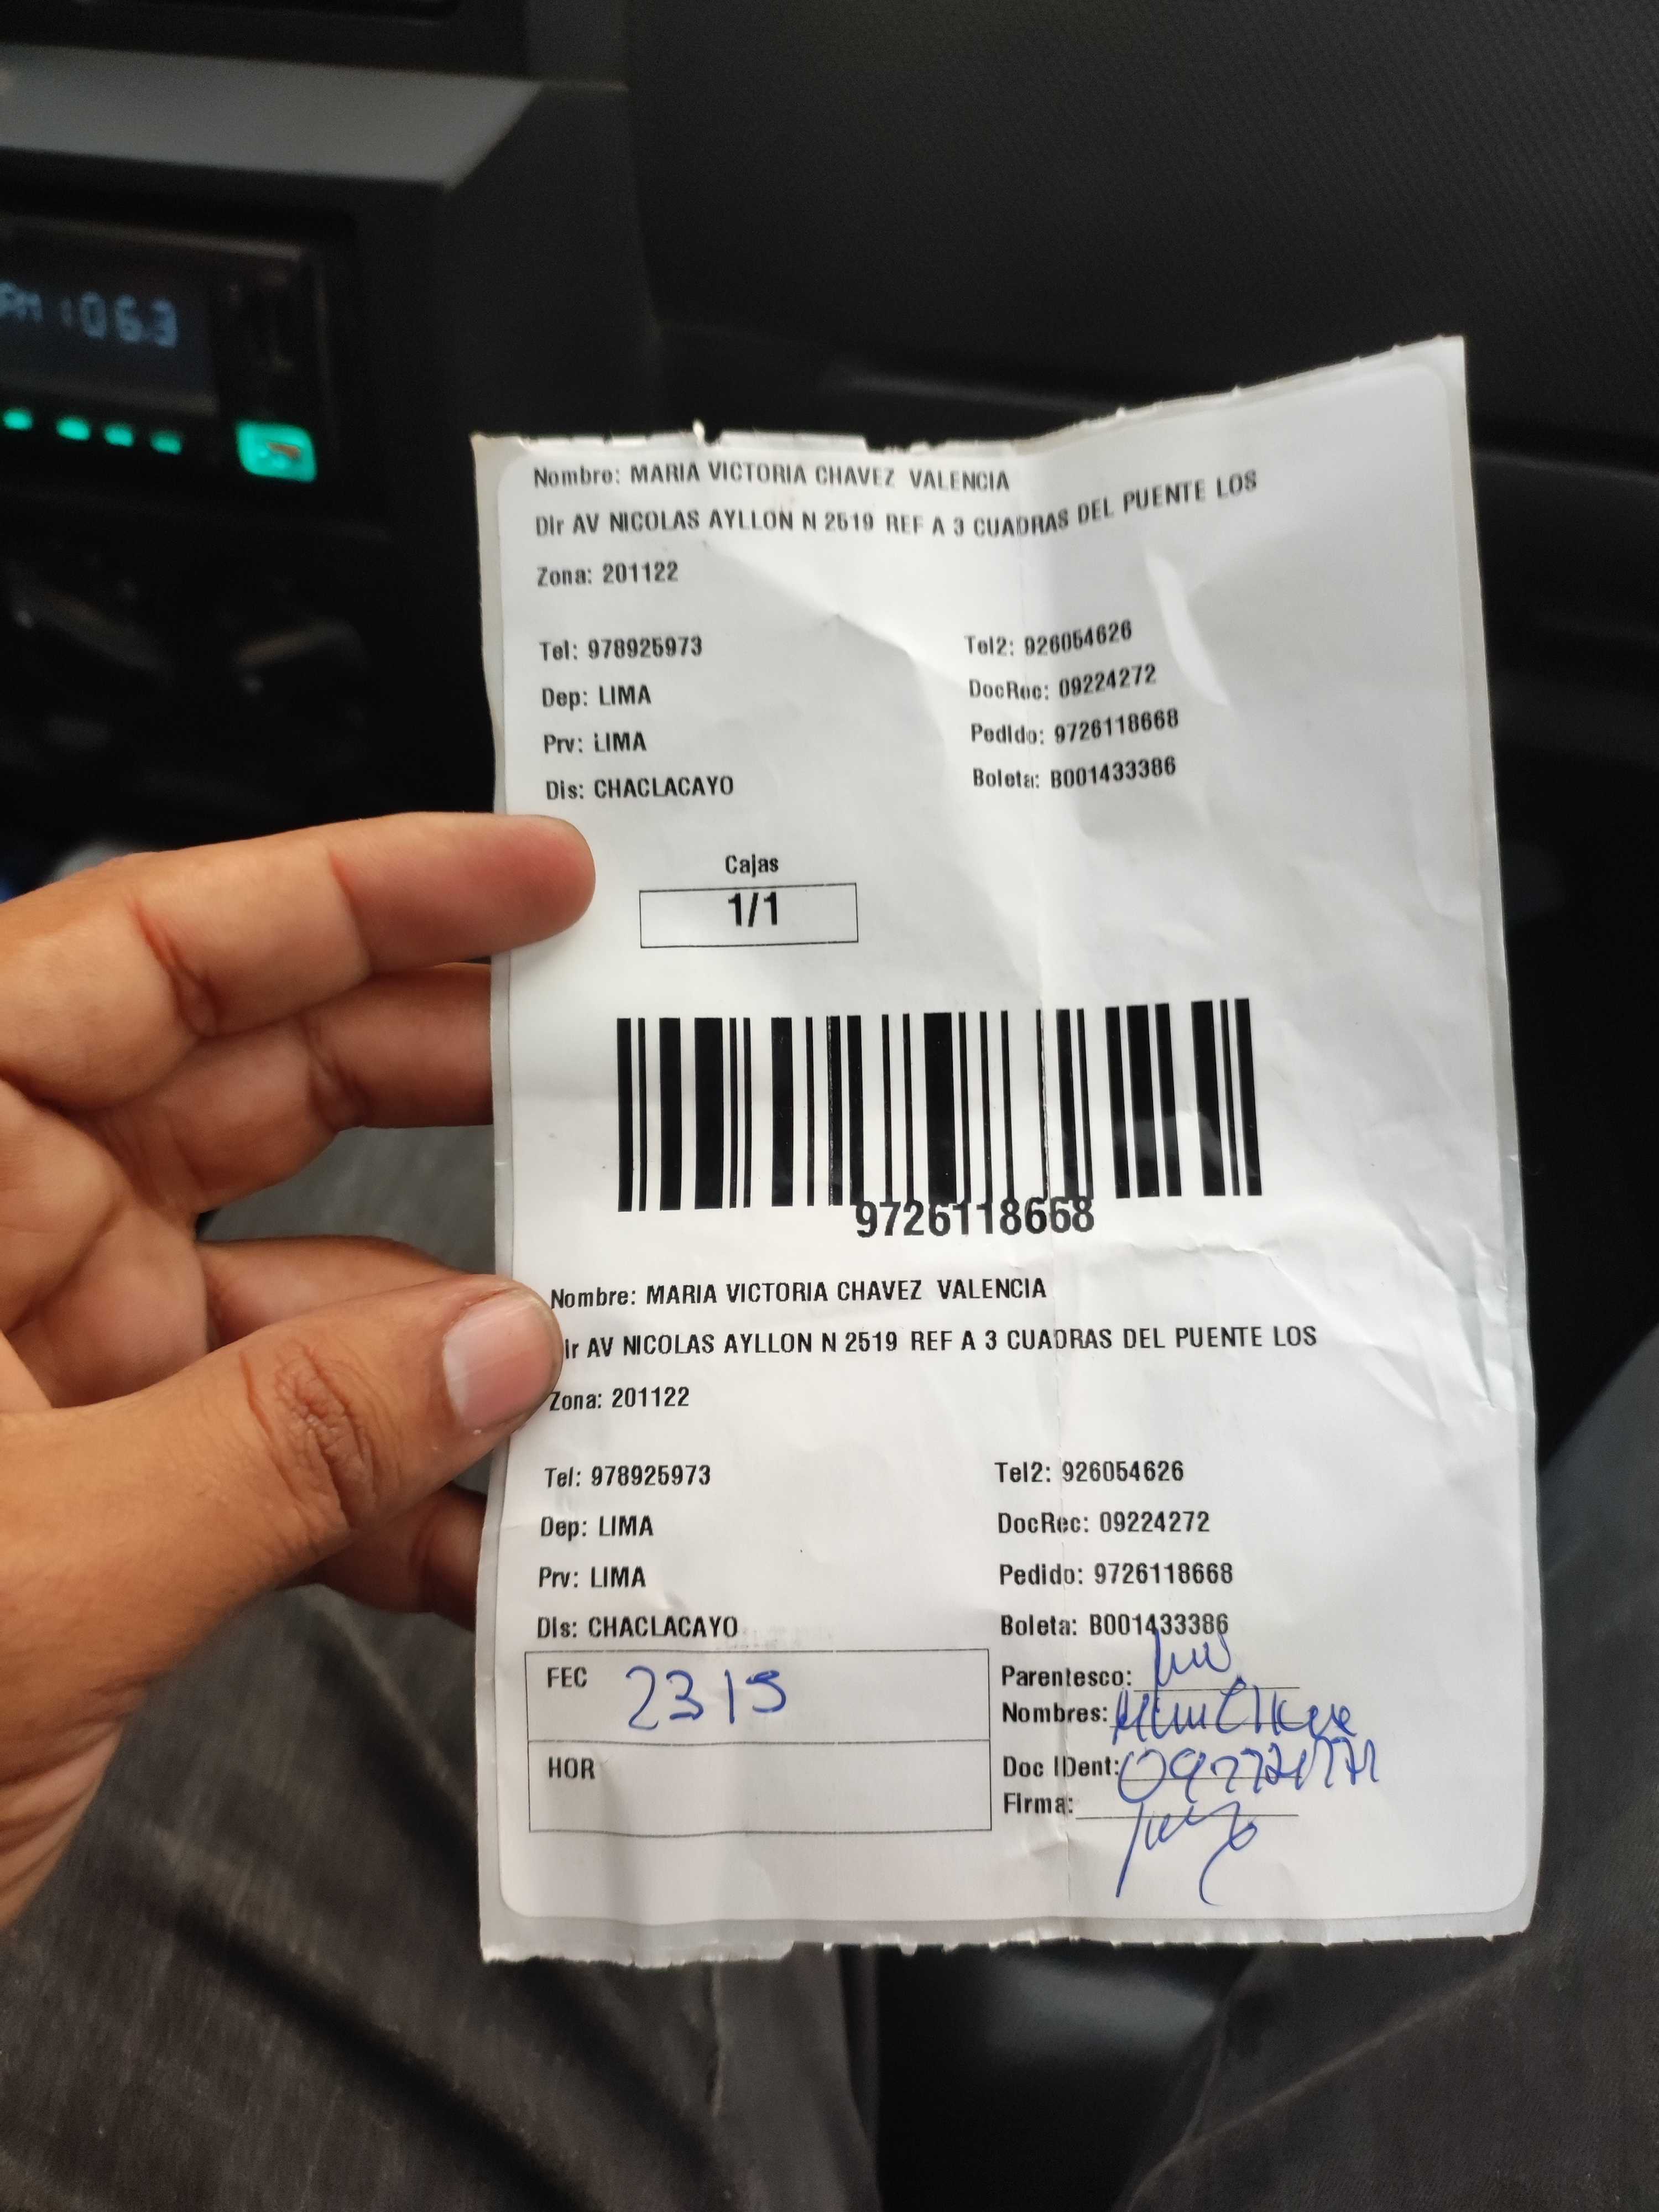 Nombre: MARIA VICTORIA CHAVEZ VALENCIA
Dir AV NICOLAS AYLLON N 2519 REF A 3 CUADRAS DEL PUENTE LOS
Zona: 201122
Tel: 978925973 Tel2: 926054626
Dep: LIMA DocRec: 09224272
Prv: LIMA Pedido: 9726118668
Dis: CHACLACAYO Boleta: B001433386
Cajas
1/1
9726118668
Nombre: MARIA VICTORIA CHAVEZ VALENCIA
ir AV NICOLAS AYLLON N 2519 REF A 3 CUADRAS DEL PUENTE LOS
Zona: 201122
Tel: 978925973 Tel2: 926054626
Dep: LIMA DocRec: 09224272
Prv: LIMA Pedido: 9726118668
Dis: CHACLACAYO Boleta: B001433386
FEC 23 15
HOR
Parentesco:
Nombres:
Doc IDent:
Firma: